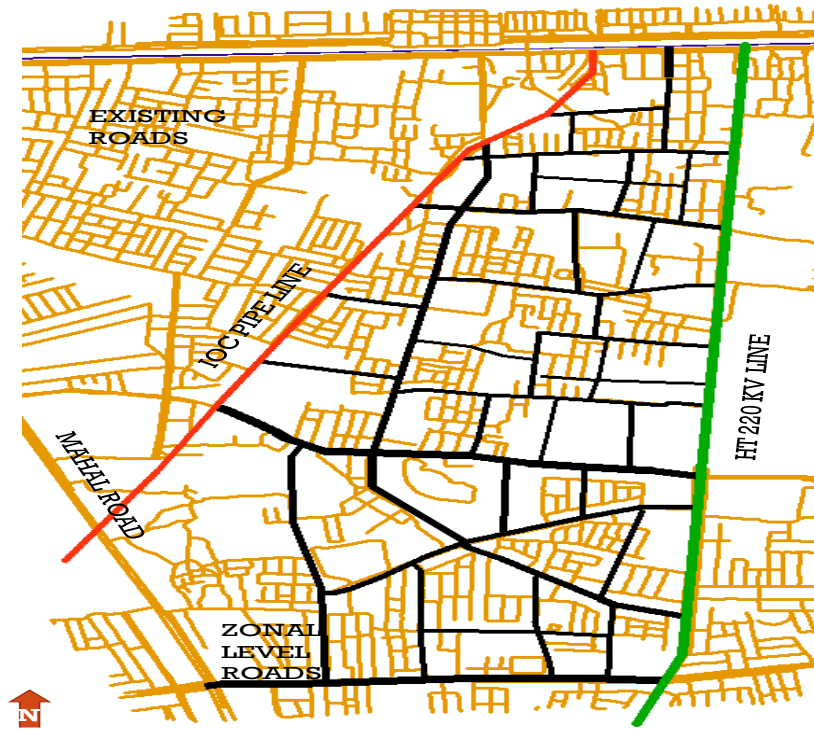 EXISTING
ROADS
IOC PIPE LINE
HT 220 KV LINE
MAHAL ROAD
ZONAL
LEVEL
ROADS
N